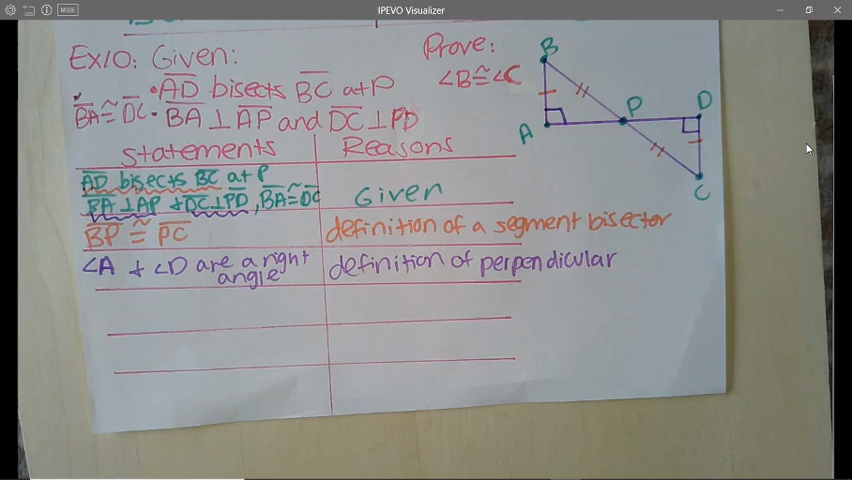 IPEVO Visualizer
MODE
Ex10: Given:
Prove:
∠B≅∠C
• AD bisects BC at P
BA≅DC • BA ⊥ AP and DC ⊥ PD
Statements Reasons
AD bisects BC at P
BA ⊥ AP + DC ⊥ PD, BA≅DC Given
BP ≅ PC definition of a segment bisector
∠A + ∠D are a right definition of perpendicular
angle
B
P
D
A
C